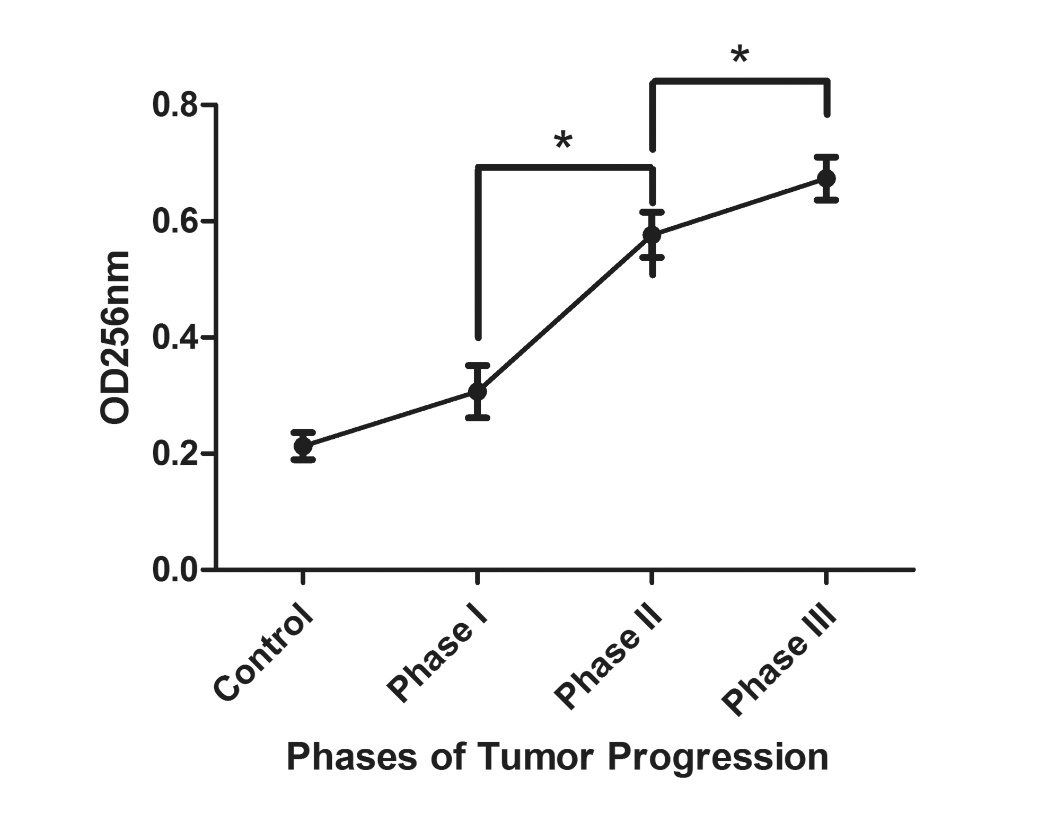 *
*
0.8
0.6
0.4
0.2
0.0
OD256nm
Control
Phase I
Phase II
Phase III
Phases of Tumor Progression